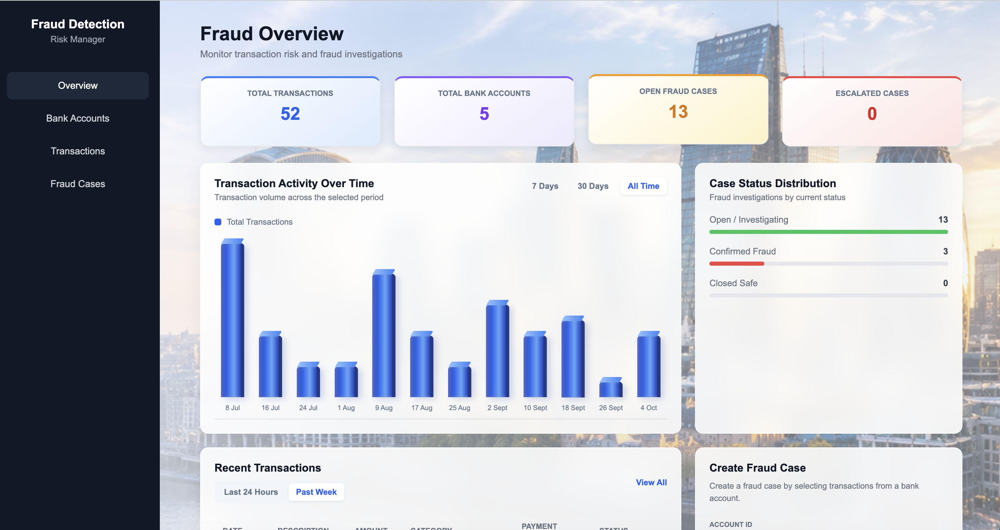 Fraud Detection
Risk Manager
Overview
Bank Accounts
Transactions
Fraud Cases
Fraud Overview
Monitor transaction risk and fraud investigations
TOTAL TRANSACTIONS
52
TOTAL BANK ACCOUNTS
5
OPEN FRAUD CASES
13
ESCALATED CASES
0
Transaction Activity Over Time
Transaction volume across the selected period
7 Days 30 Days All Time
Total Transactions
8 Jul 16 Jul 24 Jul 1 Aug 9 Aug 17 Aug 25 Aug 2 Sept 10 Sept 18 Sept 26 Sept 4 Oct
Case Status Distribution
Fraud investigations by current status
Open / Investigating 13
Confirmed Fraud 3
Closed Safe 0
Recent Transactions
View All
Last 24 Hours Past Week
DATE DESCRIPTION AMOUNT CATEGORY PAYMENT STATUS
Create Fraud Case
Create a fraud case by selecting transactions from a bank
account.
ACCOUNT ID